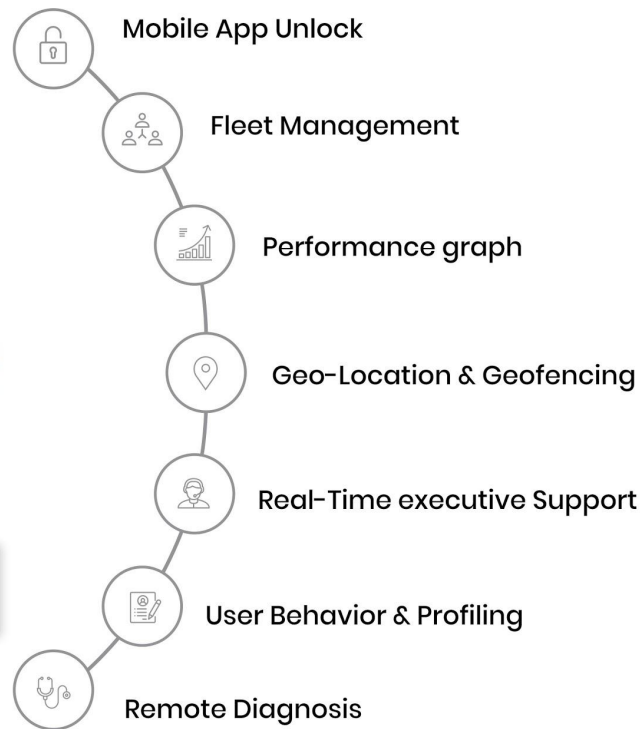 Mobile App Unlock
Fleet Management
Performance graph
Geo-Location & Geofencing
Real-Time executive Support
User Behavior & Profiling
Remote Diagnosis